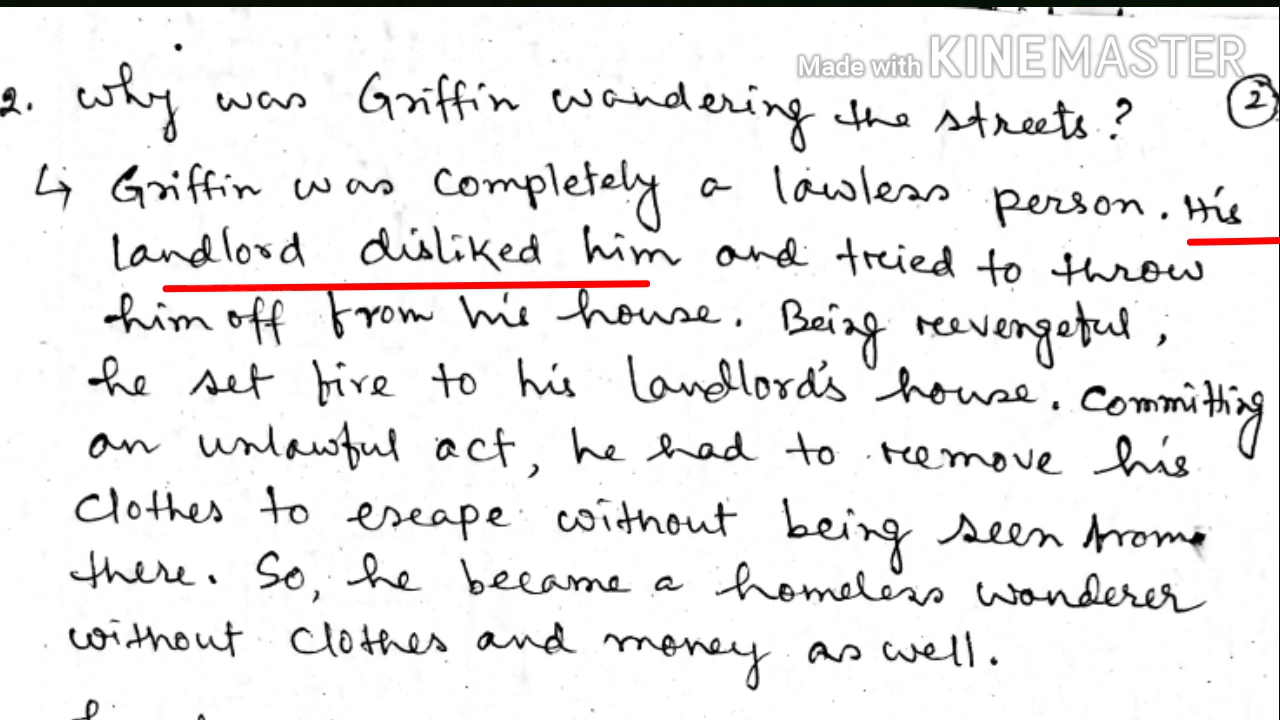 Made with KINEMASTER
2. Why was Griffin wandering the streets? 2
↳ Griffin was completely a lawless person. His
landlord disliked him and tried to throw
him off from his house. Being revengeful,
he set fire to his landlord's house. Committing
an unlawful act, he had to remove his
clothes to escape without being seen from
there. So, he became a homeless wonderer
without clothes and money as well.